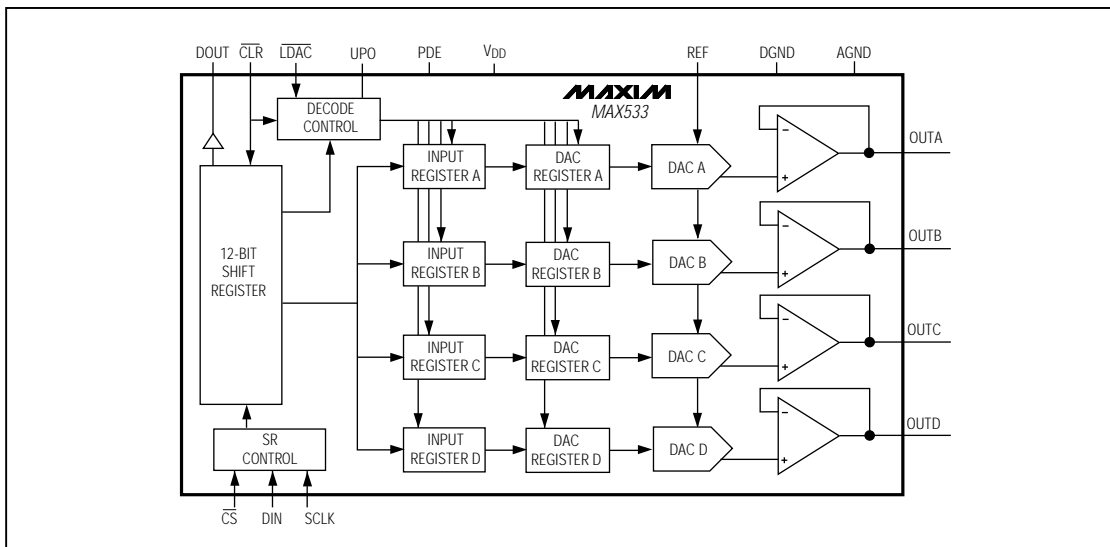 DOUT CLR LDAC UPO PDE VDD REF DGND AGND
MAXIM
MAX533
DECODE
CONTROL
INPUT
REGISTER A
DAC
REGISTER A
DAC A
OUTA
INPUT
REGISTER B
DAC
REGISTER B
DAC B
OUTB
12-BIT
SHIFT
REGISTER
INPUT
REGISTER C
DAC
REGISTER C
DAC C
OUTC
INPUT
REGISTER D
DAC
REGISTER D
DAC D
OUTD
SR
CONTROL
CS DIN SCLK
− +
− +
− +
− +